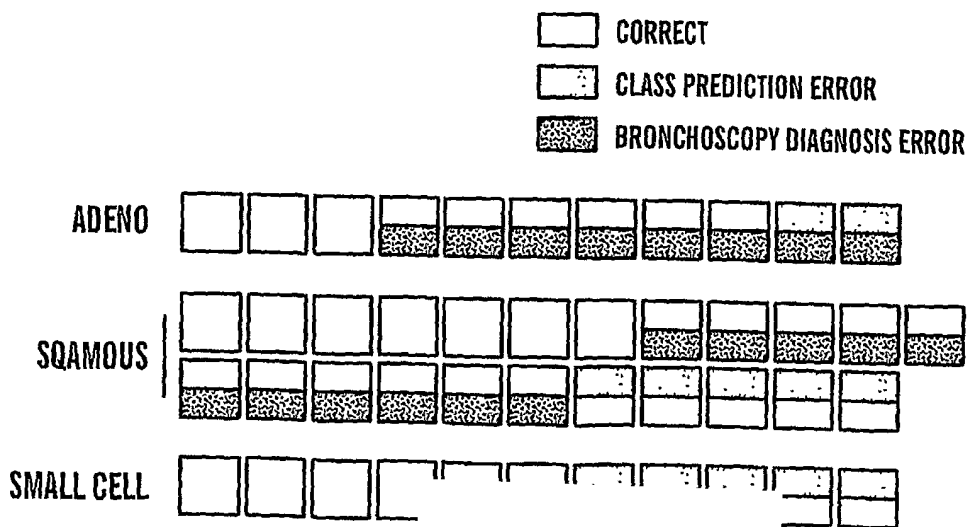 CORRECT
CLASS PREDICTION ERROR
BRONCHOSCOPY DIAGNOSIS ERROR
ADENO
SQAMOUS
SMALL CELL